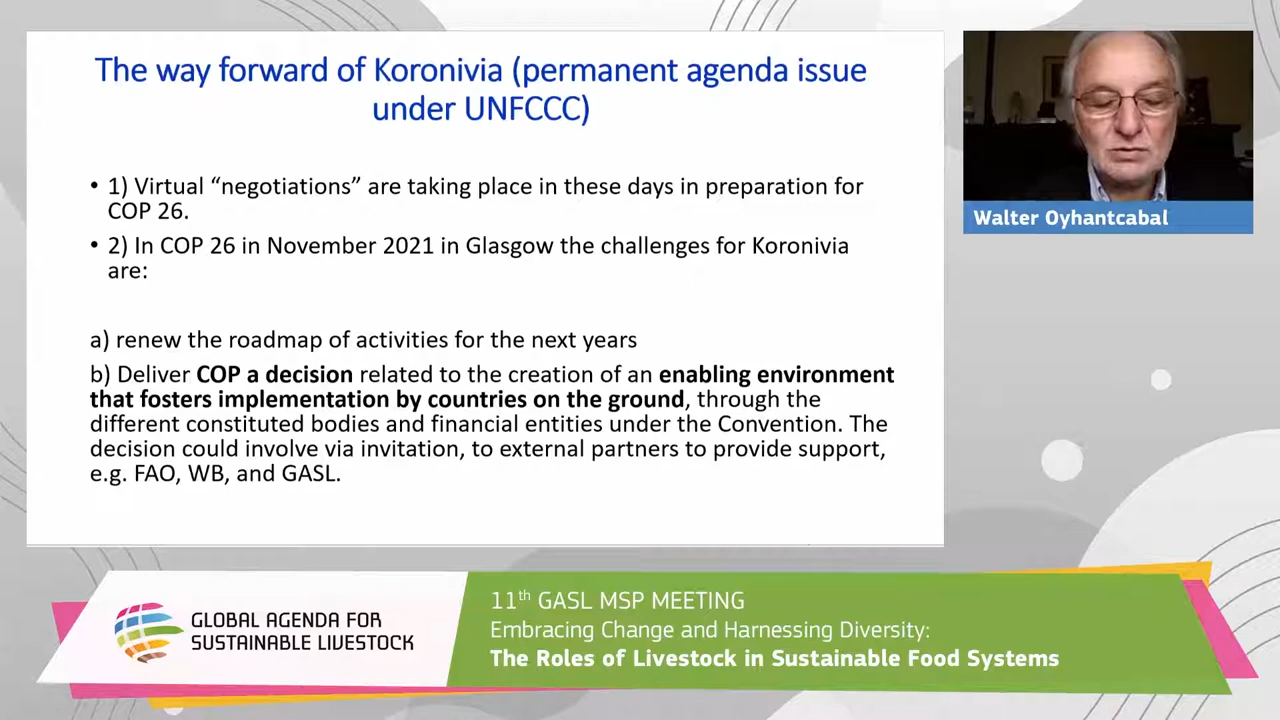 The way forward of Koronivia (permanent agenda issue
under UNFCCC)
• 1) Virtual “negotiations” are taking place in these days in preparation for
COP 26.
• 2) In COP 26 in November 2021 in Glasgow the challenges for Koronivia
are:
a) renew the roadmap of activities for the next years
b) Deliver COP a decision related to the creation of an enabling environment
that fosters implementation by countries on the ground, through the
different constituted bodies and financial entities under the Convention. The
decision could involve via invitation, to external partners to provide support,
e.g. FAO, WB, and GASL.
Walter Oyhantcabal
GLOBAL AGENDA FOR
SUSTAINABLE LIVESTOCK
11th GASL MSP MEETING
Embracing Change and Harnessing Diversity:
The Roles of Livestock in Sustainable Food Systems